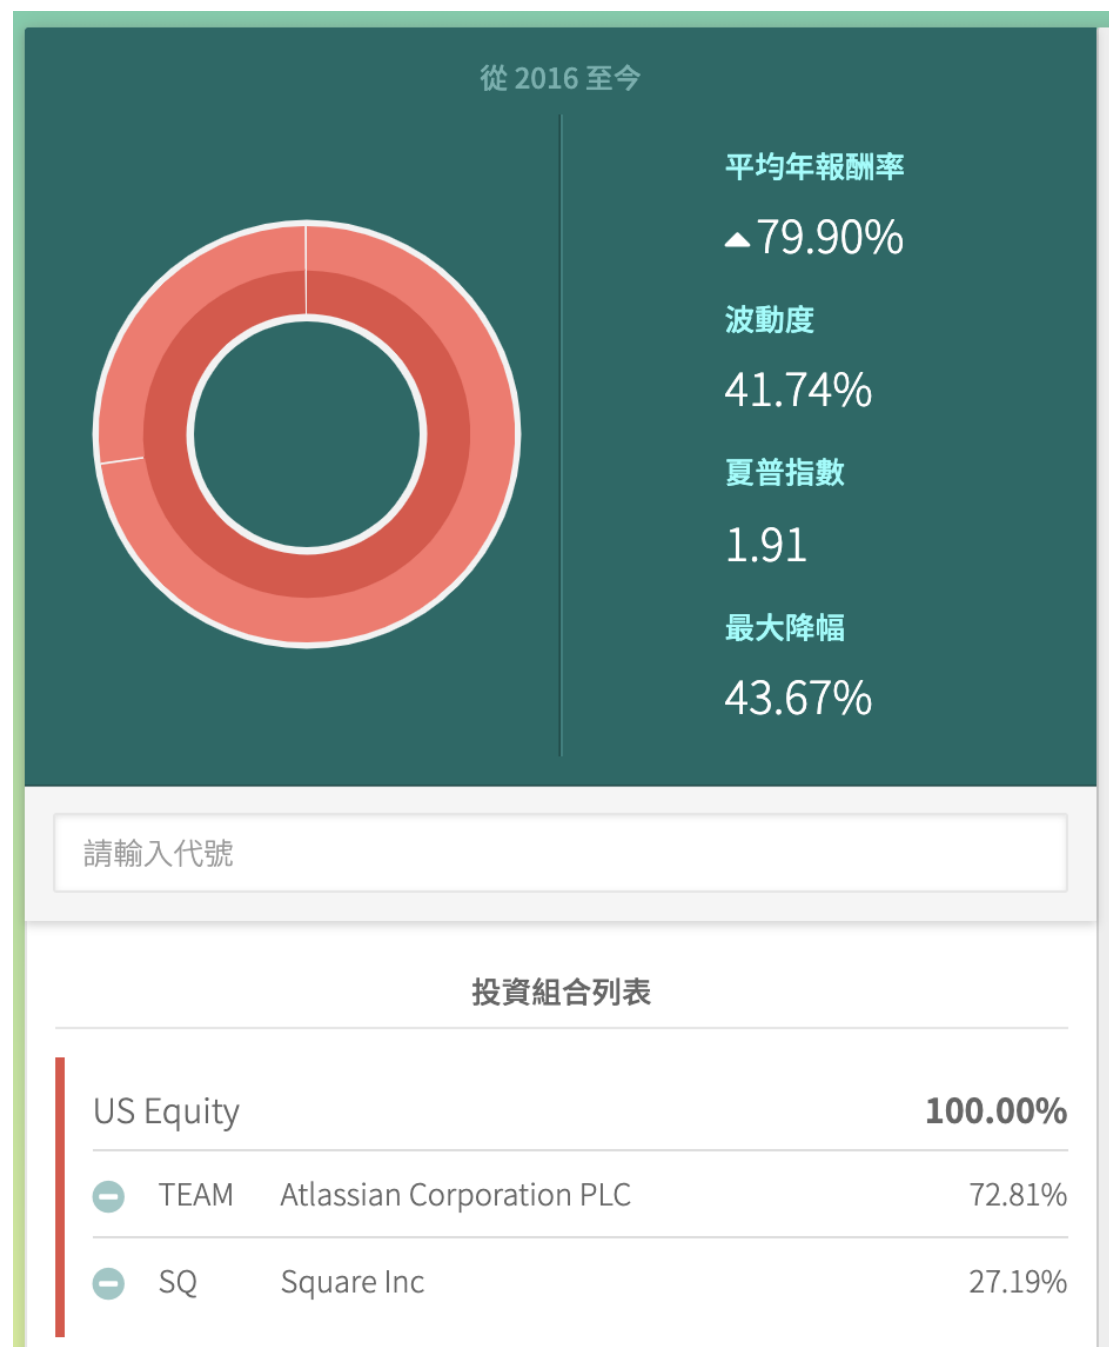 從 2016 至今
平均年報酬率
79.90%
波動度
41.74%
夏普指數
1.91
最大降幅
43.67%
請輸入代號
投資組合列表
US Equity 100.00%
TEAM Atlassian Corporation PLC 72.81%
SQ Square Inc 27.19%